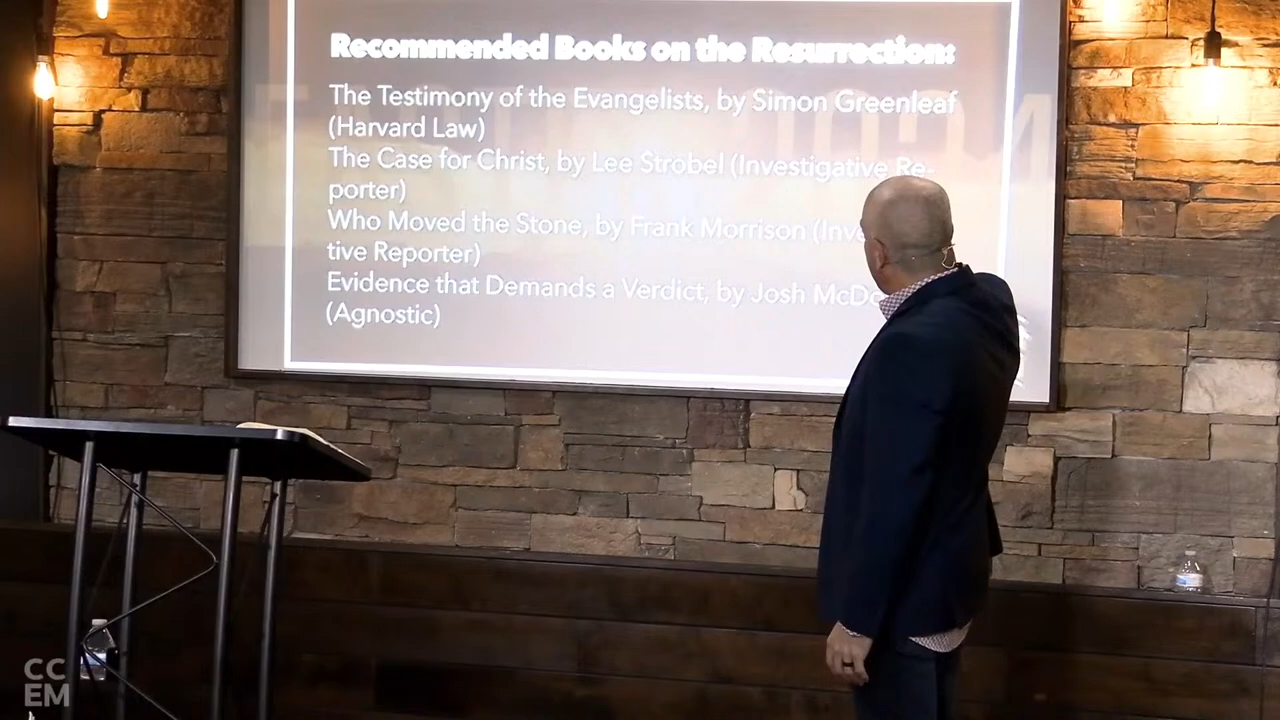 Recommended Books on the Resurrection:
The Testimony of the Evangelists, by Simon Greenleaf
(Harvard Law)
The Case for Christ, by Lee Strobel (Investigative Re-
porter)
Who Moved the Stone, by Frank Morrison
tive Reporter)
Evidence that Demands a Verdict, by Josh
(Agnostic)
CC
EM